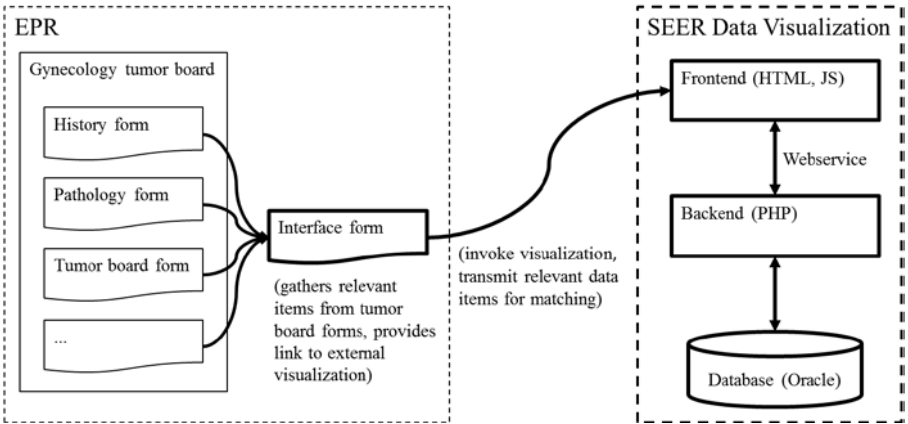 EPR
Gynecology tumor board
History form
Pathology form
Tumor board form
...
Interface form
(gathers relevant
items from tumor
board forms, provides
link to external
visualization)
(invoke visualization,
transmit relevant data
items for matching)
SEER Data Visualization
Frontend (HTML, JS)
Webservice
Backend (PHP)
Database (Oracle)